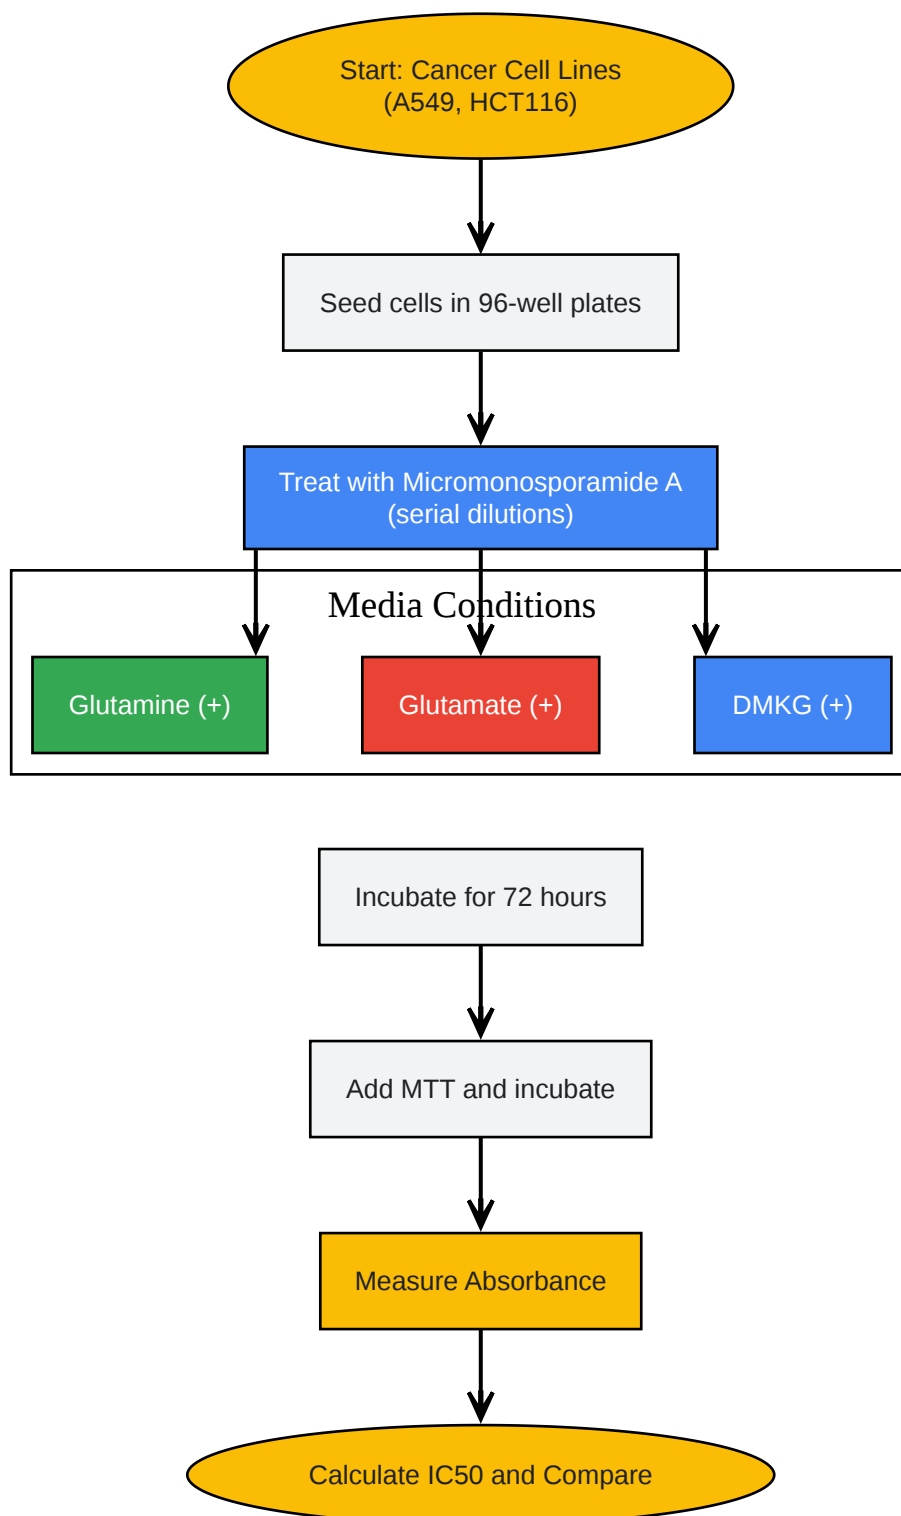 Start: Cancer Cell Lines
(A549, HCT116)
Seed cells in 96-well plates
Treat with Micromonosporamide A
(serial dilutions)
Media Conditions
Glutamine (+)
Glutamate (+)
DMKG (+)
Incubate for 72 hours
Add MTT and incubate
Measure Absorbance
Calculate IC50 and Compare